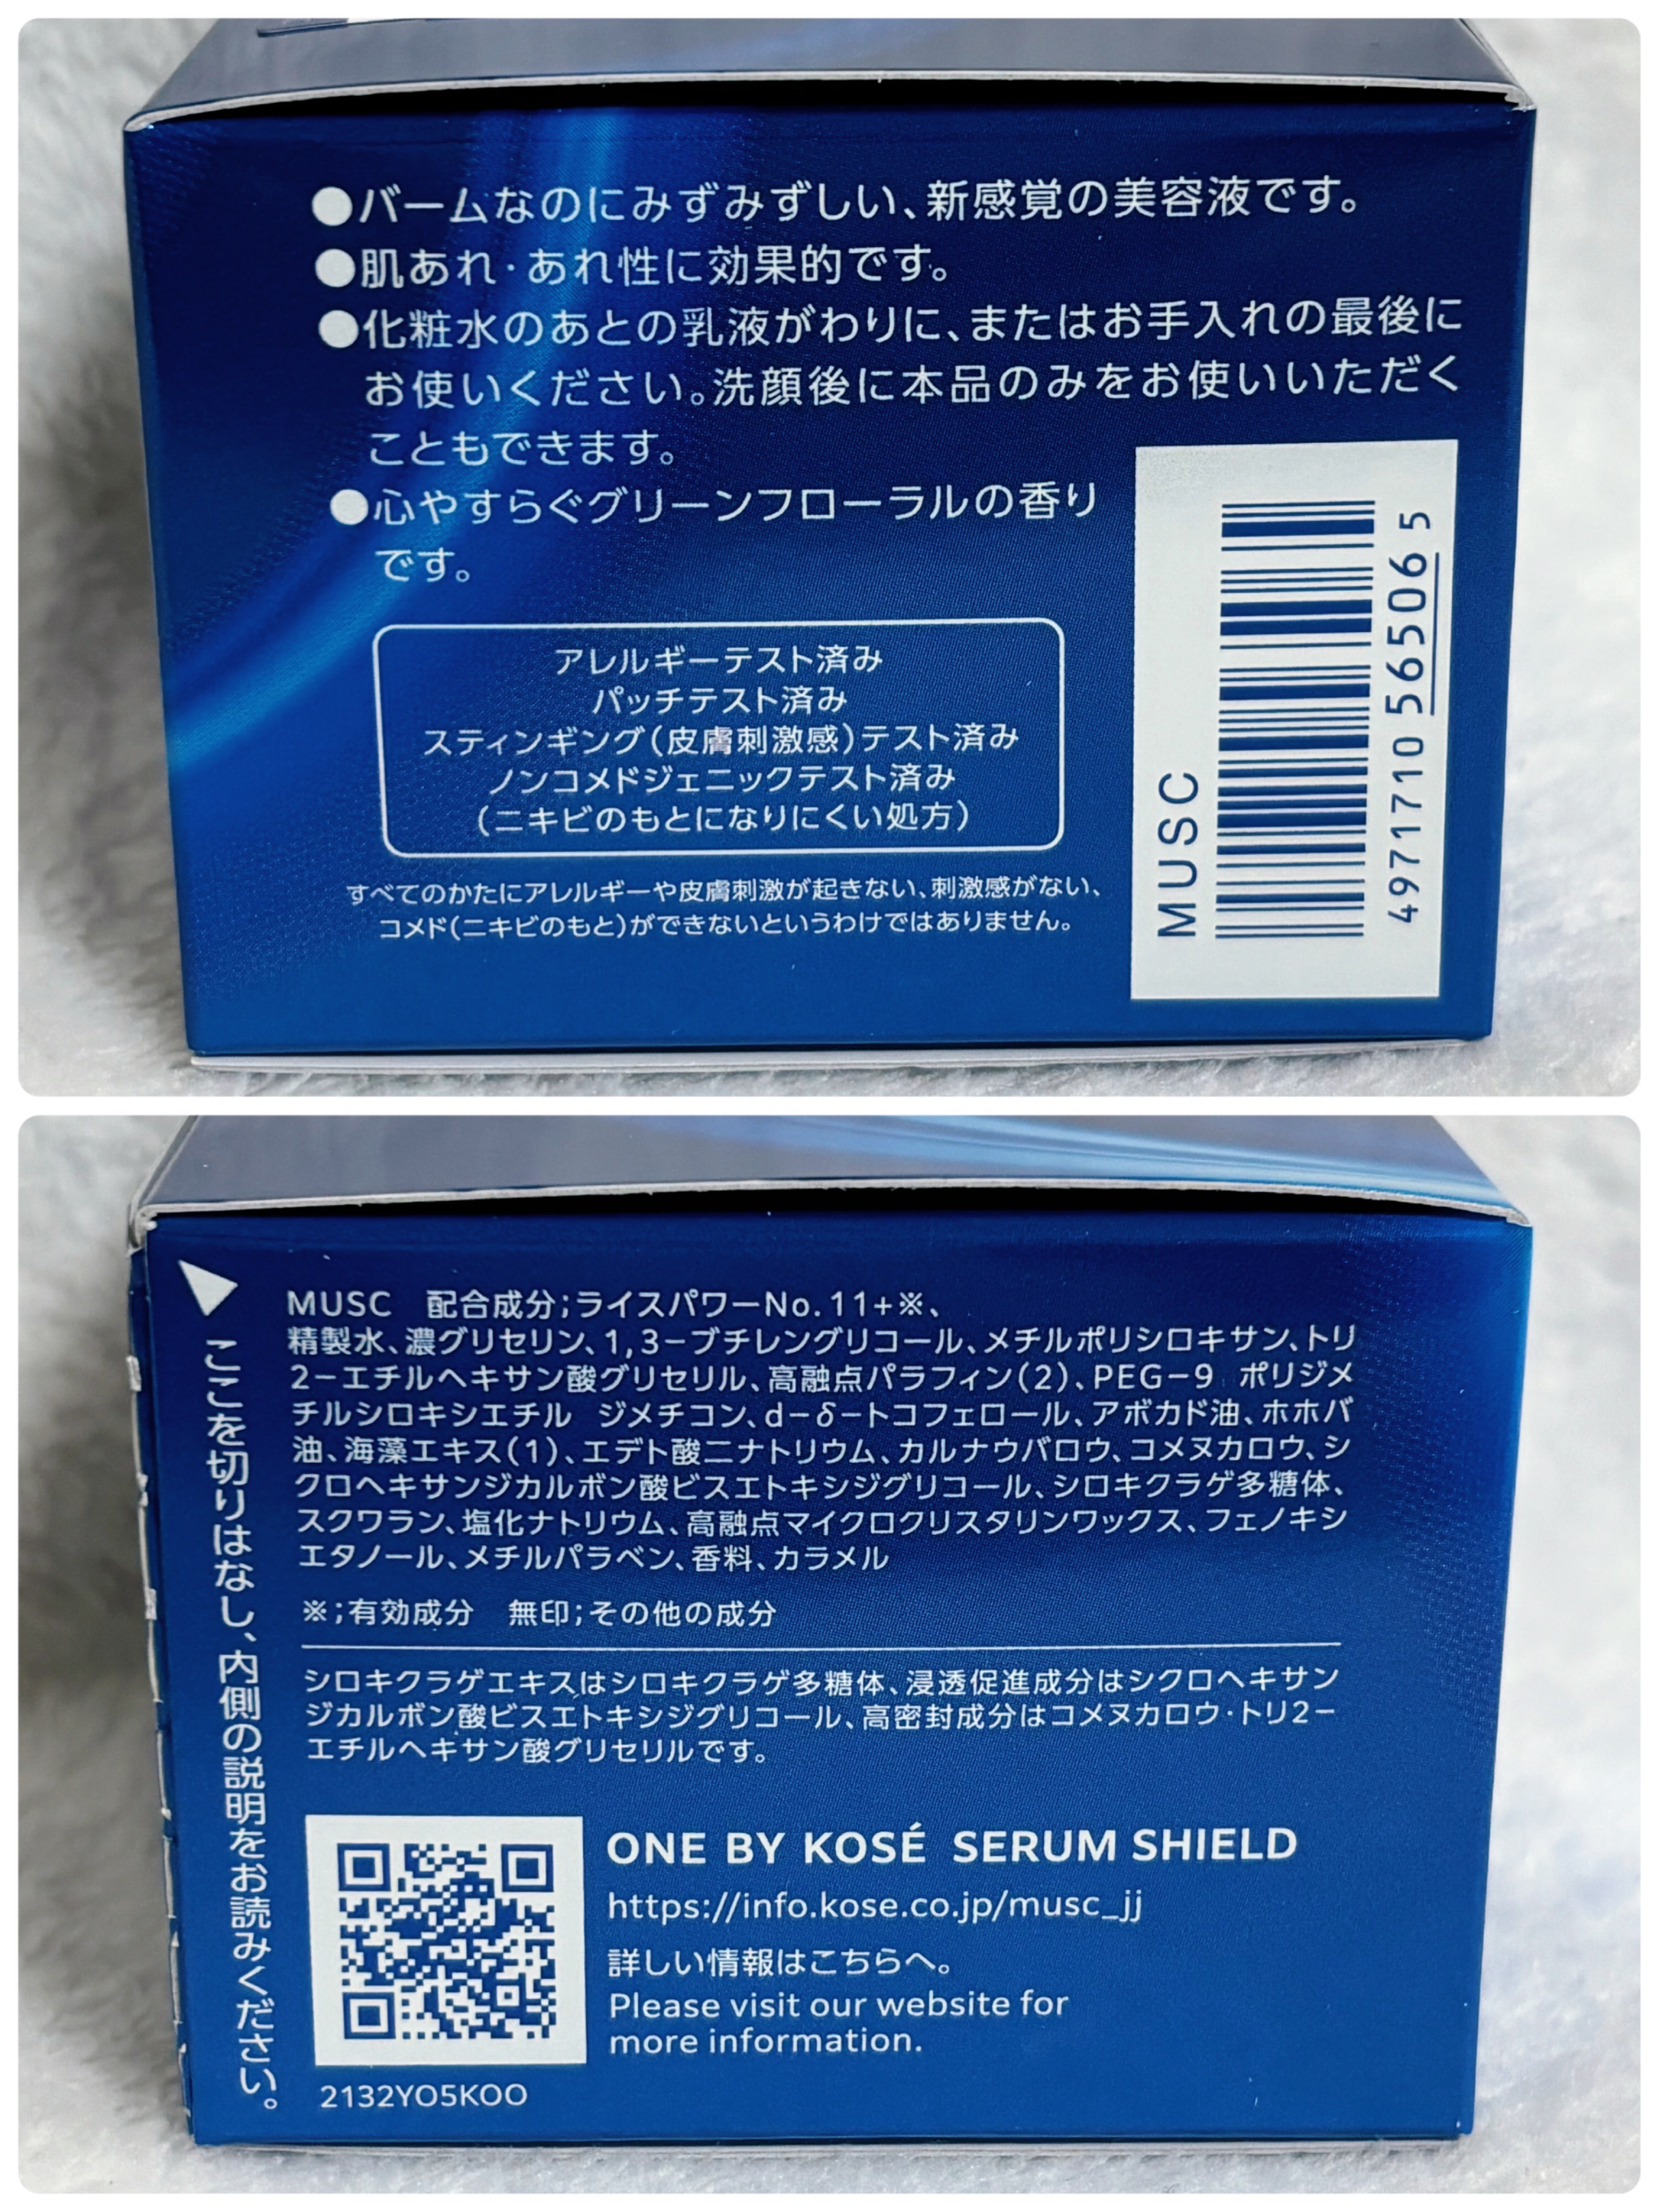 ●バームなのにみずみずしい、新感覚の美容液です。
●肌あれ·あれ性に効果的です。
●化粧水のあとの乳液がわりに、またはお手入れの最後に
お使いください。洗顔後に本品のみをお使いいただく
こともできます。
●心やすらぐグリーンフローラルの香り
です。
アレルギーテスト済み
パッチテスト済み
スティンギング(皮膚刺激感)テスト済み
ノンコメドジェニックテスト済み
(ニキビのもとになりにくい処方)
すべてのかたにアレルギーや皮膚刺激が起きない、刺激感がない、
コメド(ニキビのもと)ができないというわけではありません。
MUSC
4971710 565065
ここを切りはなし、内側の説明をお読みください。
MUSC 配合成分;ライスパワーNo.11+※、
精製水、濃グリセリン、1,3-ブチレングリコール、メチルポリシロキサン、トリ
2-エチルヘキサン酸グリセリル、高融点パラフィン(2)、PEG-9 ポリジメ
チルシロキシエチル ジメチコン、d-δ-トコフェロール、アボカド油、ホホバ
油、海藻エキス(1)、エデト酸二ナトリウム、カルナウバロウ、コメヌカロウ、シ
クロヘキサンジカルボン酸ビスエトキシジグリコール、シロキクラゲ多糖体、
スクワラン、塩化ナトリウム、高融点マイクロクリスタリンワックス、フェノキシ
エタノール、メチルパラベン、香料、カラメル
※;有効成分 無印;その他の成分
シロキクラゲエキスはシロキクラゲ多糖体、浸透促進成分はシクロヘキサン
ジカルボン酸ビスエトキシジグリコール、高密封成分はコメヌカロウ·トリ2-
エチルヘキサン酸グリセリルです。
ONE BY KOSÉ SERUM SHIELD
https://info.kose.co.jp/musc_jj
詳しい情報はこちらへ。
Please visit our website for
more information.
2132YO5KOO